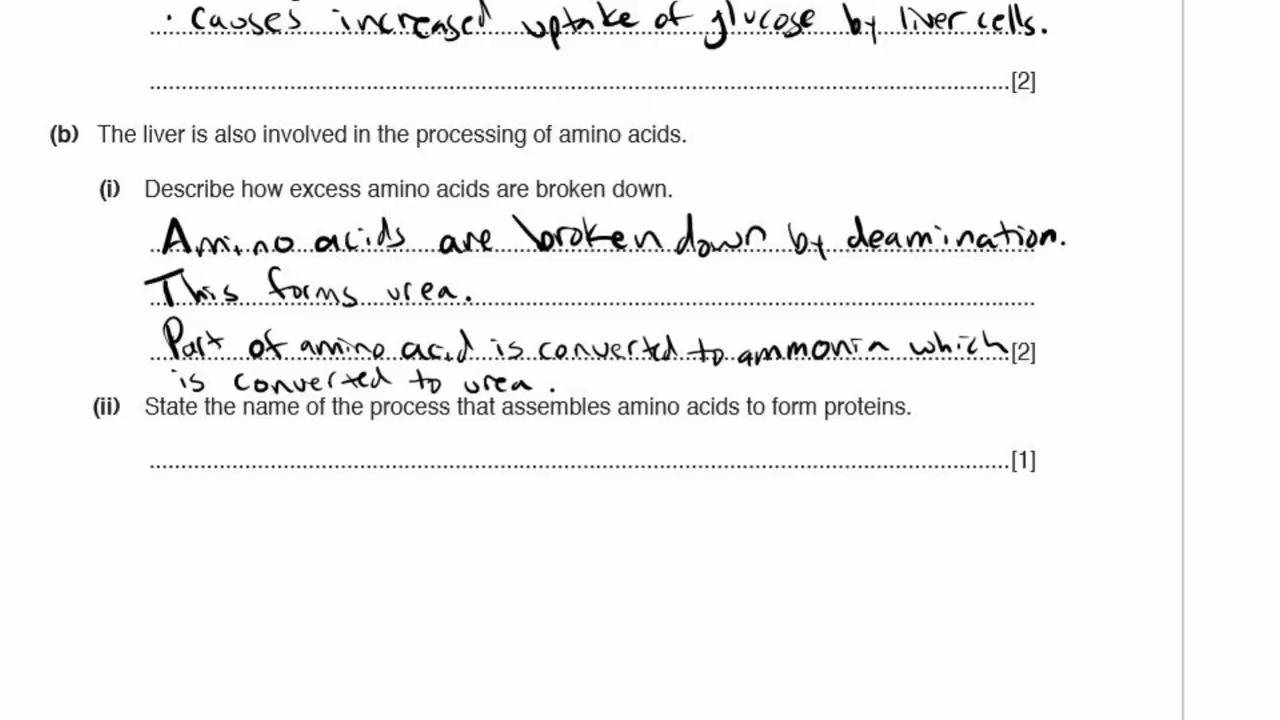 · Causes increased uptake of glucose by liver cells.
[2]
(b) The liver is also involved in the processing of amino acids.
(i) Describe how excess amino acids are broken down.
Amino acids are broken down by deamination.
This forms urea.
Part of amino acid is converted to ammonia which [2]
is converted to urea.
(ii) State the name of the process that assembles amino acids to form proteins.
[1]